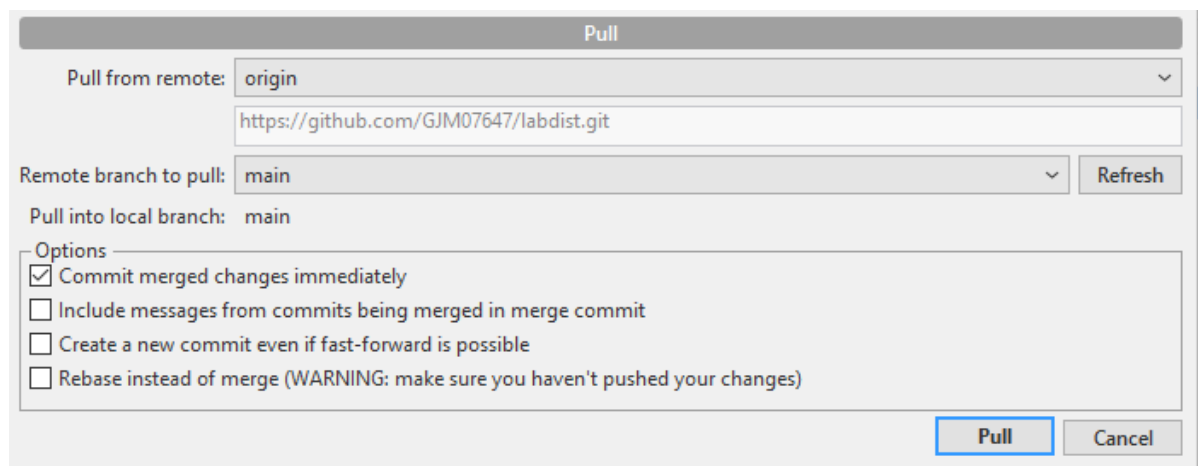 Pull
Pull from remote: origin
https://github.com/GJM07647/labdist.git
Remote branch to pull: main Refresh
Pull into local branch: main
Options
Commit merged changes immediately
Include messages from commits being merged in merge commit
Create a new commit even if fast-forward is possible
Rebase instead of merge (WARNING: make sure you haven't pushed your changes)
Pull Cancel